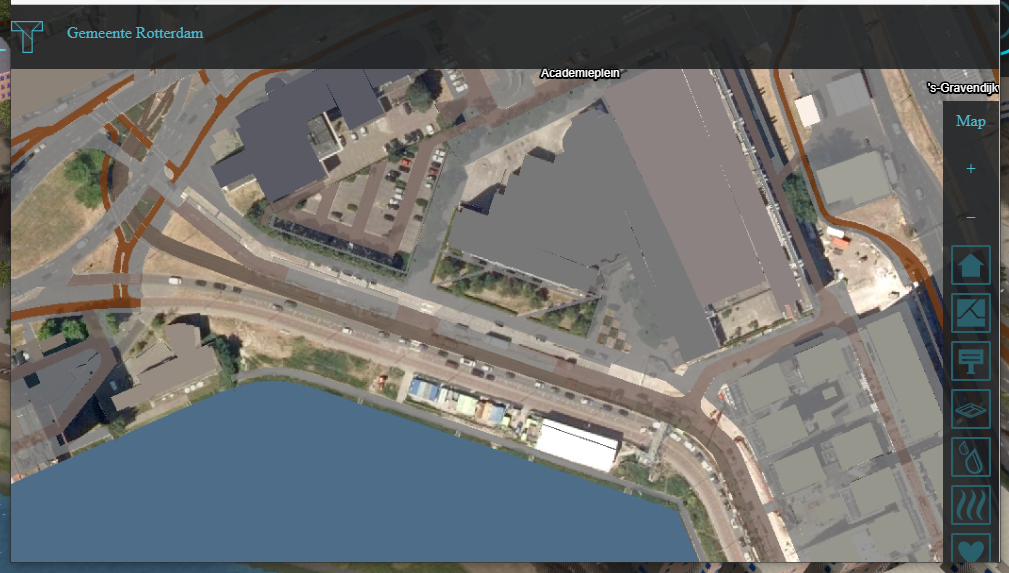 Gemeente Rotterdam
Academieplein
's-Gravendijk
Map
+
−